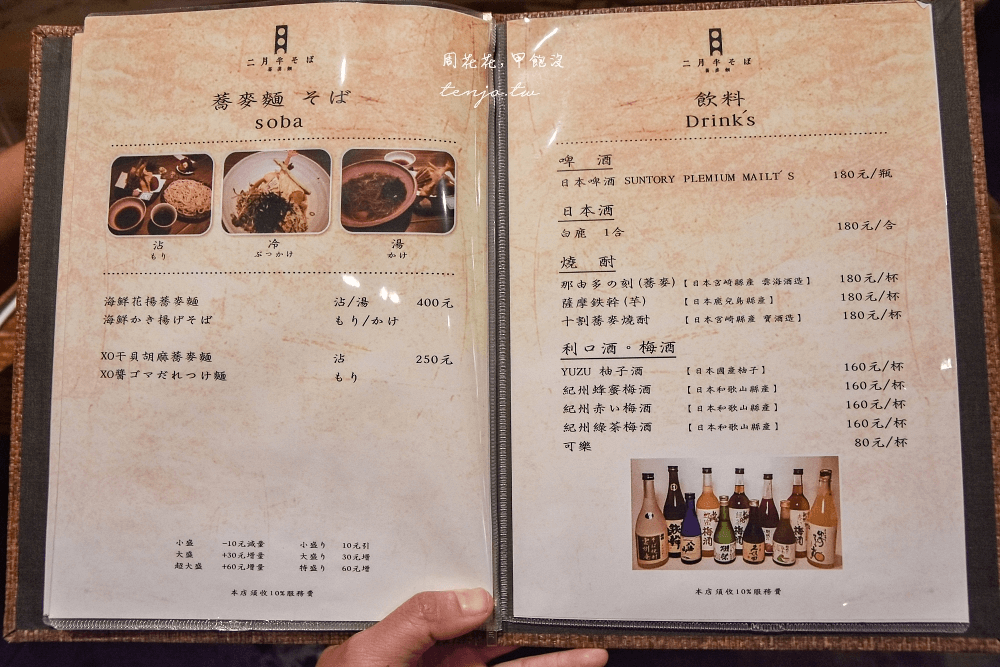 周花花，甲飽沒
tenjo.tw
二月半そば
蕎麥麵
蕎麥麵 そば
soba
沾 冷 湯
もり ぶっかけ かけ
海鮮花揚蕎麥麵 沾/湯 400元
海鮮かき揚げそば もり/かけ
XO干貝胡麻蕎麥麵 沾 250元
XO醬ゴマだれつけ麵 もり
小盛 -10元減量 小盛り 10元引
大盛 +30元增量 大盛り 30元增
超大盛 +60元增量 特盛り 60元增
本店須收10%服務費
二月半そば
蕎麥麵
飲料
Drink's
啤 酒
日本啤酒 SUNTORY PLEMIUM MAILT'S 180元/瓶
日本酒
白鹿 1合 180元/合
燒 酎
那由多の刻(蕎麥)【日本宮崎縣產 雲海酒造】 180元/杯
薩摩鉄幹(芋) 【日本鹿兒島縣產】 180元/杯
十割蕎麥燒酎 【日本宮崎縣產 寶酒造】 180元/杯
利口酒。梅酒
YUZU 柚子酒 【日本國產柚子】 160元/杯
紀州蜂蜜梅酒 【日本和歌山縣產】 160元/杯
紀州赤い梅酒 【日本和歌山縣產】 160元/杯
紀州綠茶梅酒 【日本和歌山縣產】 160元/杯
可樂 80元/杯
本店須收10%服務費